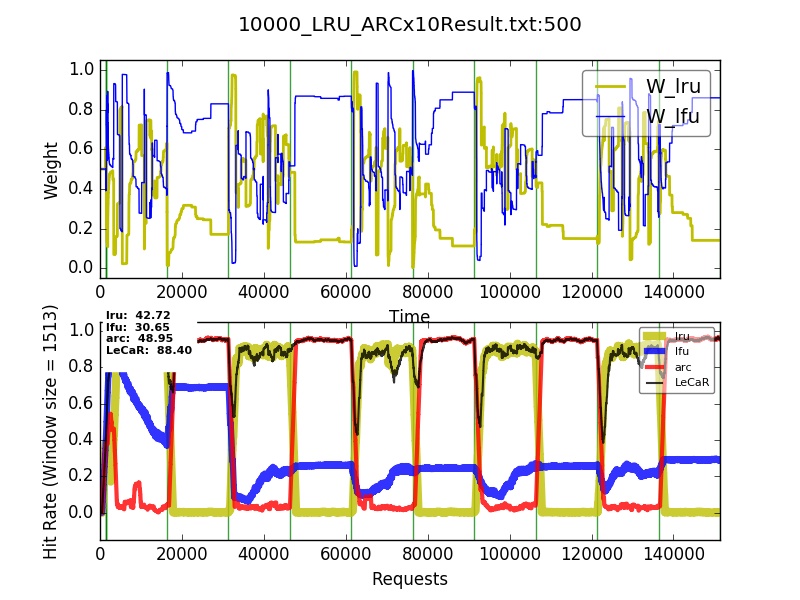 10000_LRU_ARCx10Result.txt:500
1.0
0.8
0.6
0.4
0.2
0.0
Weight
W_lru
W_lfu
0 20000 40000 60000 80000 100000 120000 140000
Time
lru: 42.72
lfu: 30.65
arc: 48.95
LeCaR: 88.40
1.0
0.8
0.6
0.4
0.2
0.0
Hit Rate (Window size = 1513)
lru
lfu
arc
LeCaR
0 20000 40000 60000 80000 100000 120000 140000
Requests